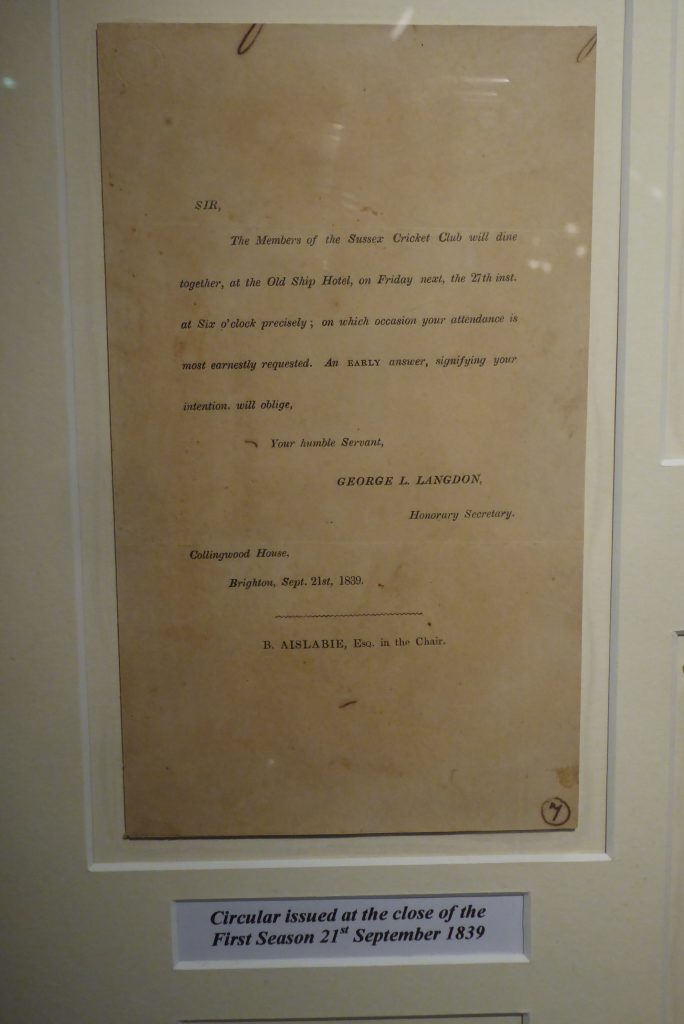 SIR,
The Members of the Sussex Cricket Club will dine
together, at the Old Ship Hotel, on Friday next, the 27th inst.
at Six o'clock precisely; on which occasion your attendance is
most earnestly requested. An EARLY answer, signifying your
intention. will oblige,
Your humble Servant,
GEORGE L. LANGDON,
Honorary Secretary.
Collingwood House,
Brighton, Sept. 21st, 1839.
B. AISLABIE, Esq. in the Chair.
7
Circular issued at the close of the
First Season 21st September 1839